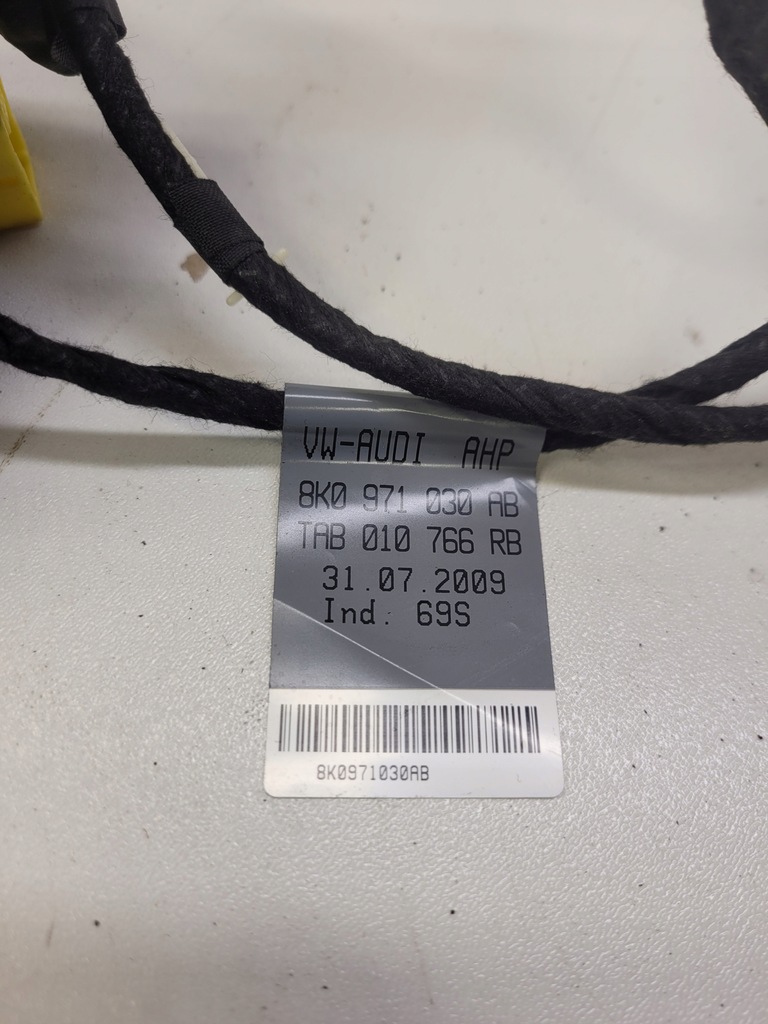 VW-AUDI AHP
8K0 971 030 AB
TAB 010 766 RB
31.07.2009
Ind: 69S
8K0971030AB